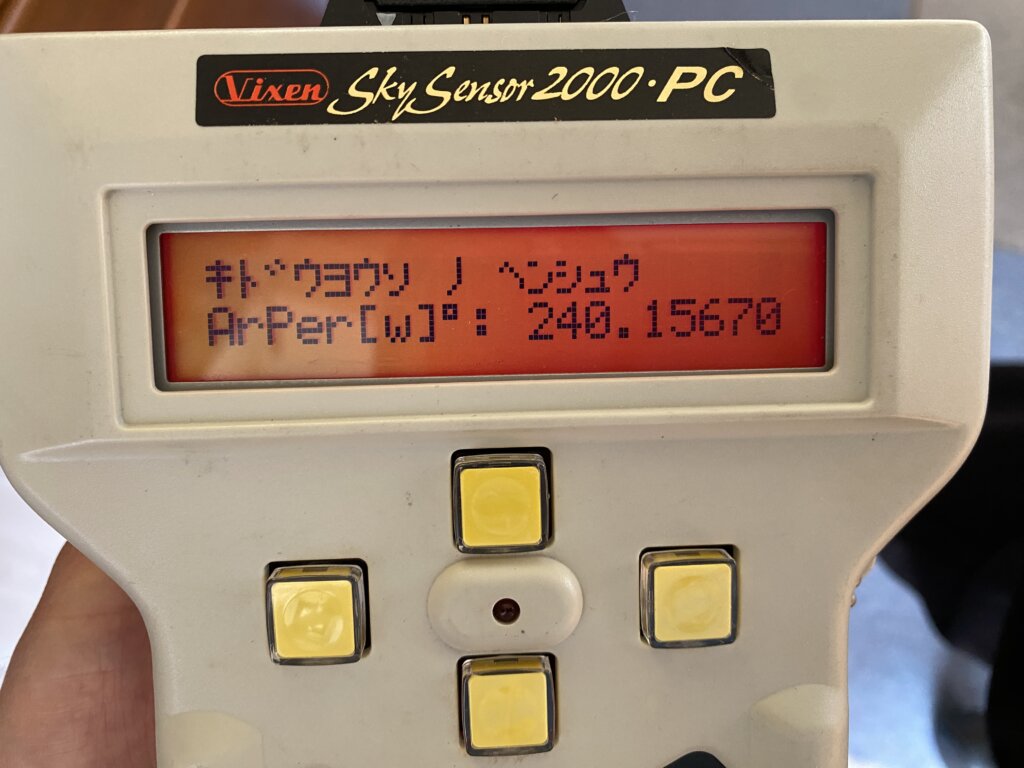 Vixen Sky Sensor 2000・PC
キドウヨウソ ノ ヘンシュウ
ArPer[w]°: 240.15670